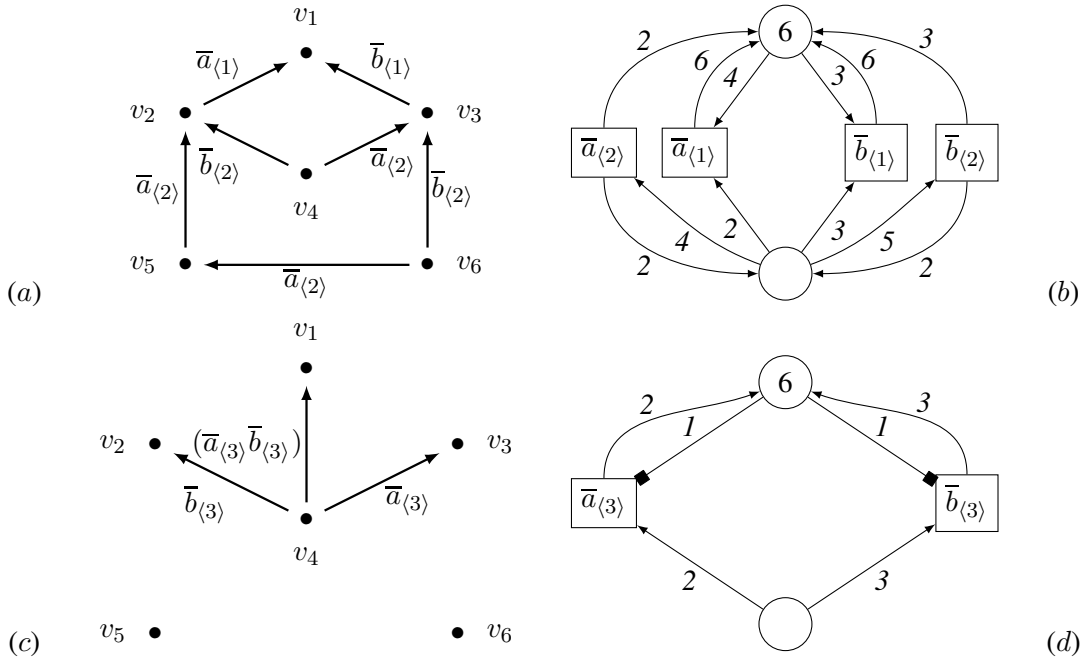 v₁
a̅⟨1⟩ b̅⟨1⟩
v₂ v₃
b̅⟨2⟩ a̅⟨2⟩
a̅⟨2⟩ b̅⟨2⟩
v₄
v₅ v₆
a̅⟨2⟩
(a)
6
2 3
6 4 3 6
a̅⟨2⟩ a̅⟨1⟩ b̅⟨1⟩ b̅⟨2⟩
4 2 3 5
2 2
(b)
v₁
v₂ v₃
(a̅⟨3⟩b̅⟨3⟩)
b̅⟨3⟩ a̅⟨3⟩
v₄
v₅ v₆
(c)
6
2 3
1 1
a̅⟨3⟩ b̅⟨3⟩
2 3
(d)